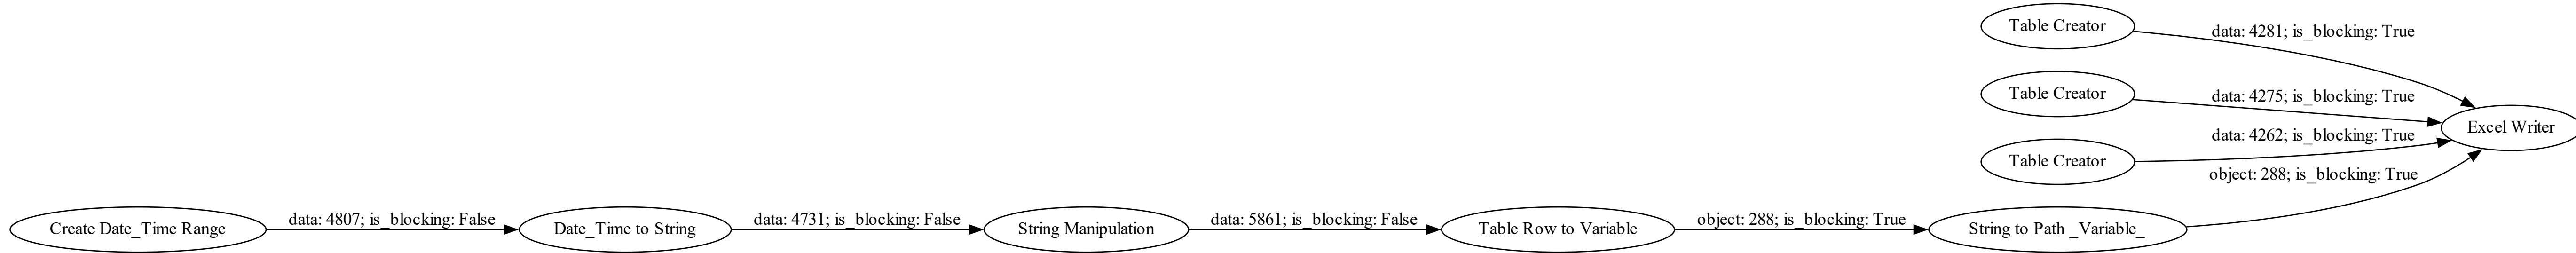 Table Creator
data: 4281; is_blocking: True
Table Creator
data: 4275; is_blocking: True
Excel Writer
data: 4262; is_blocking: True
Table Creator
object: 288; is_blocking: True
Create Date_Time Range
data: 4807; is_blocking: False
Date_Time to String
data: 4731; is_blocking: False
String Manipulation
data: 5861; is_blocking: False
Table Row to Variable
object: 288; is_blocking: True
String to Path _Variable_